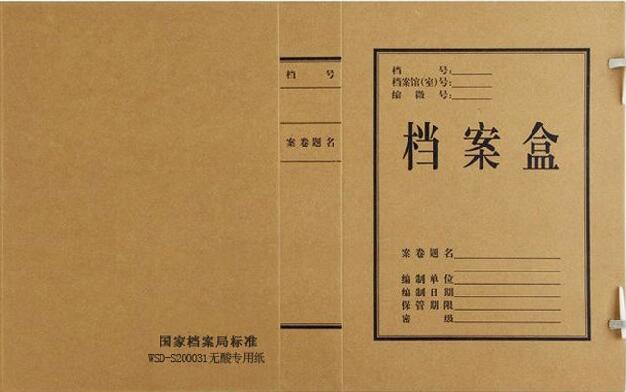 国家档案局标准
WSD-S200031无酸专用纸
档 号
案卷题名
档 号:
档案馆(室)号:
缩 微 号:
档案盒
案卷题名
编制单位
编制日期
保管期限
密 级